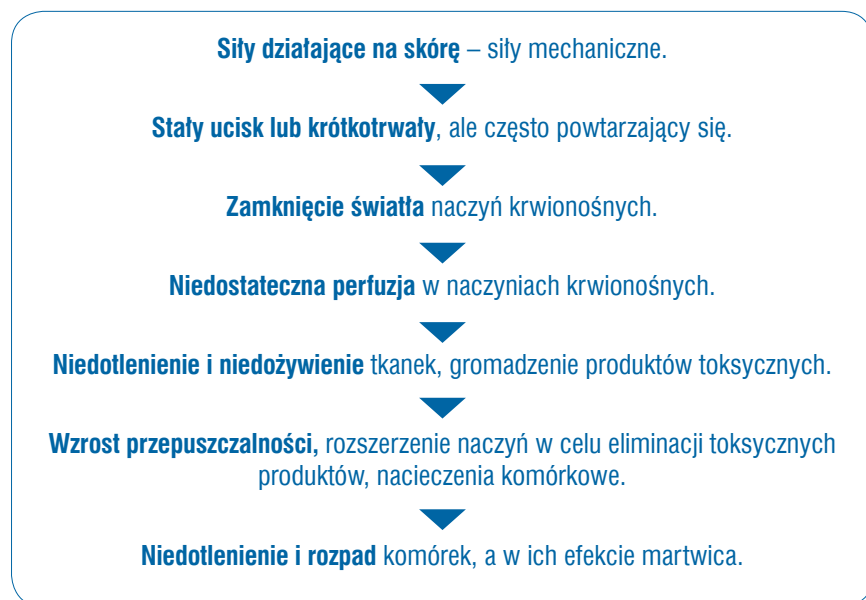 Siły działające na skórę – siły mechaniczne.
Stały ucisk lub krótkotrwały, ale często powtarzający się.
Zamknięcie światła naczyń krwionośnych.
Niedostateczna perfuzja w naczyniach krwionośnych.
Niedotlenienie i niedożywienie tkanek, gromadzenie produktów toksycznych.
Wzrost przepuszczalności, rozszerzenie naczyń w celu eliminacji toksycznych
produktów, nacieczenia komórkowe.
Niedotlenienie i rozpad komórek, a w ich efekcie martwica.